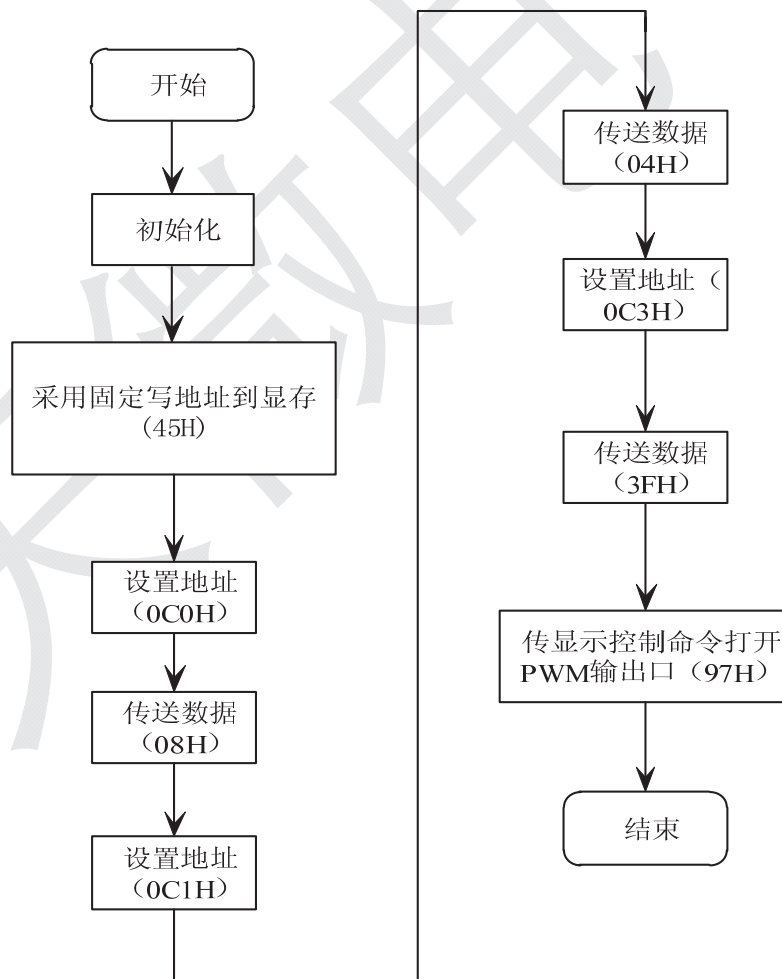 开始
初始化
采用固定写地址到显存
(45H)
设置地址
(0C0H)
传送数据
(08H)
设置地址
(0C1H)
传送数据
(04H)
设置地址(
0C3H)
传送数据
(3FH)
传显示控制命令打开
PWM输出口(97H)
结束